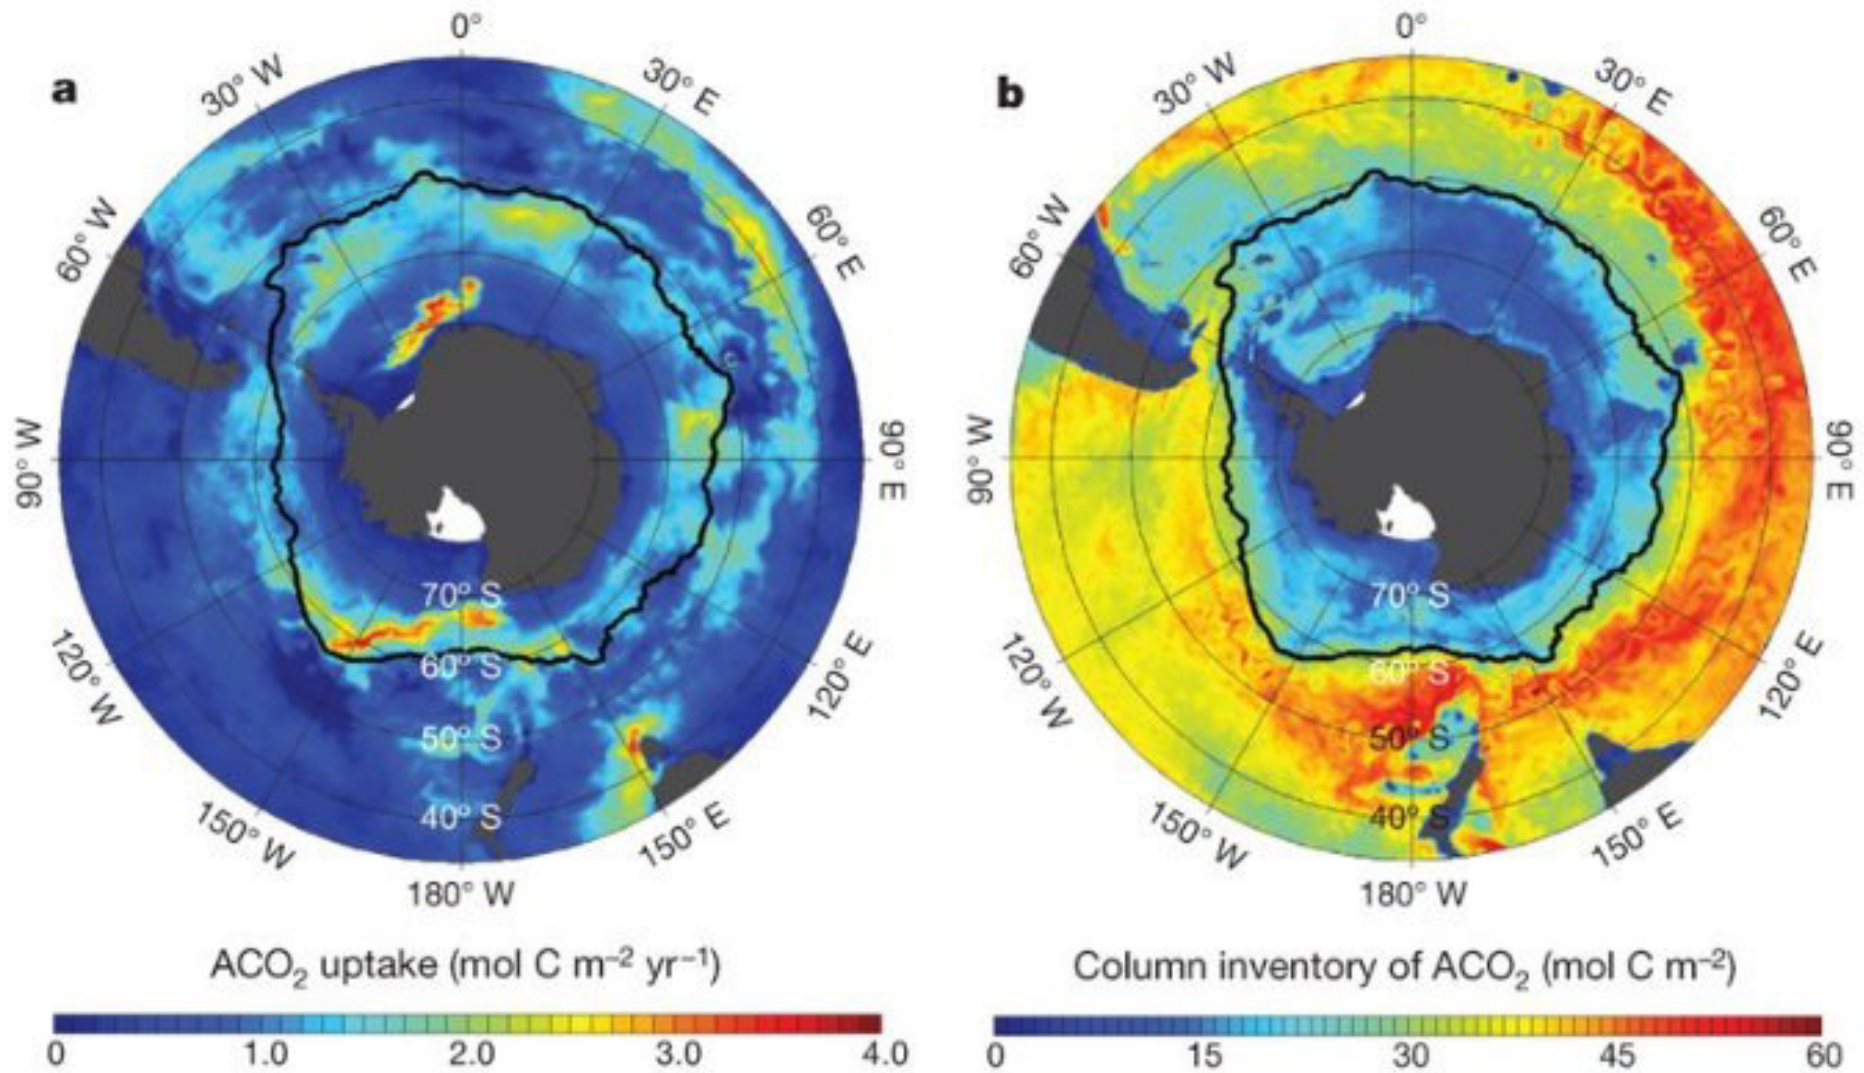 a
0°
30° W
30° E
60° W
60° E
90° W
90° E
70° S
60° S
50° S
40° S
120° W
120° E
150° W
150° E
180° W
ACO₂ uptake (mol C m⁻² yr⁻¹)
0 1.0 2.0 3.0 4.0
b
0°
30° W
30° E
60° W
60° E
90° W
90° E
70° S
60° S
50° S
40° S
120° W
120° E
150° W
150° E
180° W
Column inventory of ACO₂ (mol C m⁻²)
0 15 30 45 60